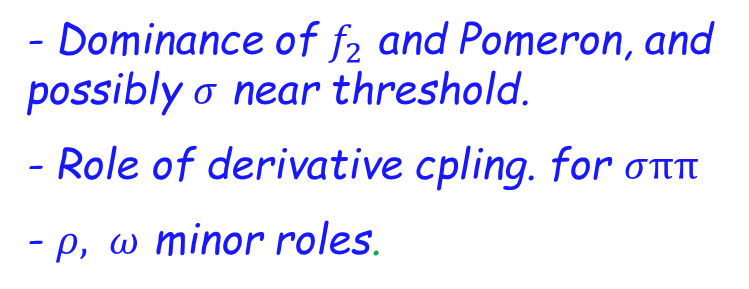 - Dominance of f₂ and Pomeron, and
possibly σ near threshold.
- Role of derivative cpling. for σππ
- ρ, ω minor roles.